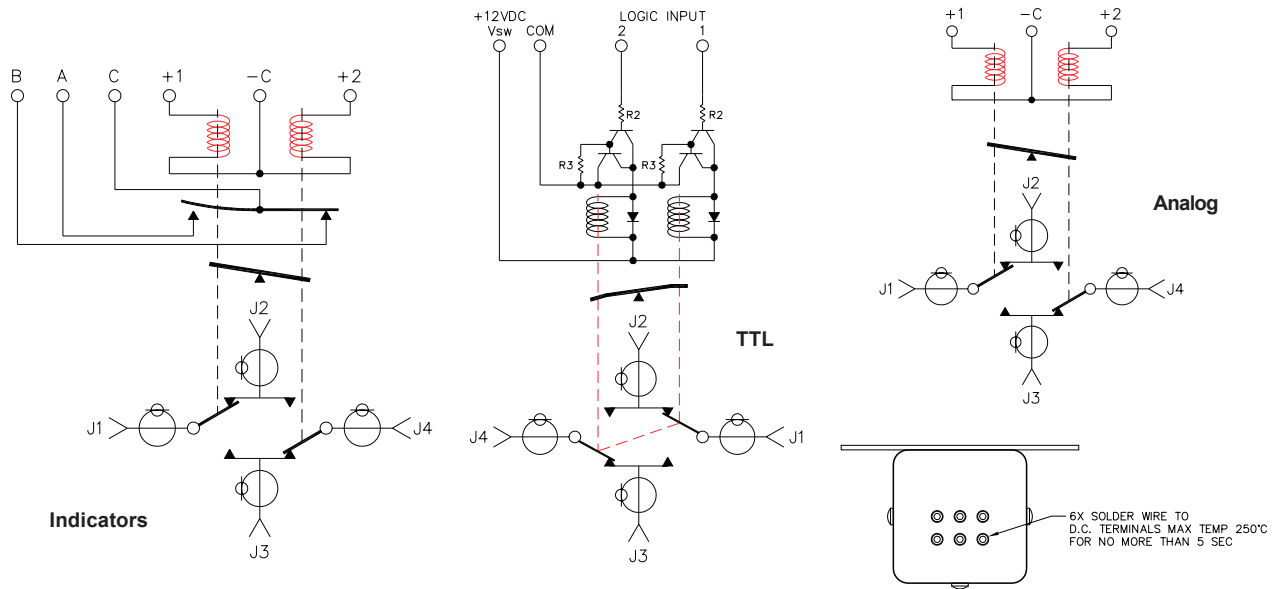 B A C +1 -C +2
J2
J1 J4
J3
Indicators
+12VDC LOGIC INPUT
Vsw COM 2 1
R2 R2
R3 R3
J2
TTL
J4 J1
J3
+1 -C +2
J2
Analog
J1 J4
J3
6X SOLDER WIRE TO
D.C. TERMINALS MAX TEMP 250°C
FOR NO MORE THAN 5 SEC